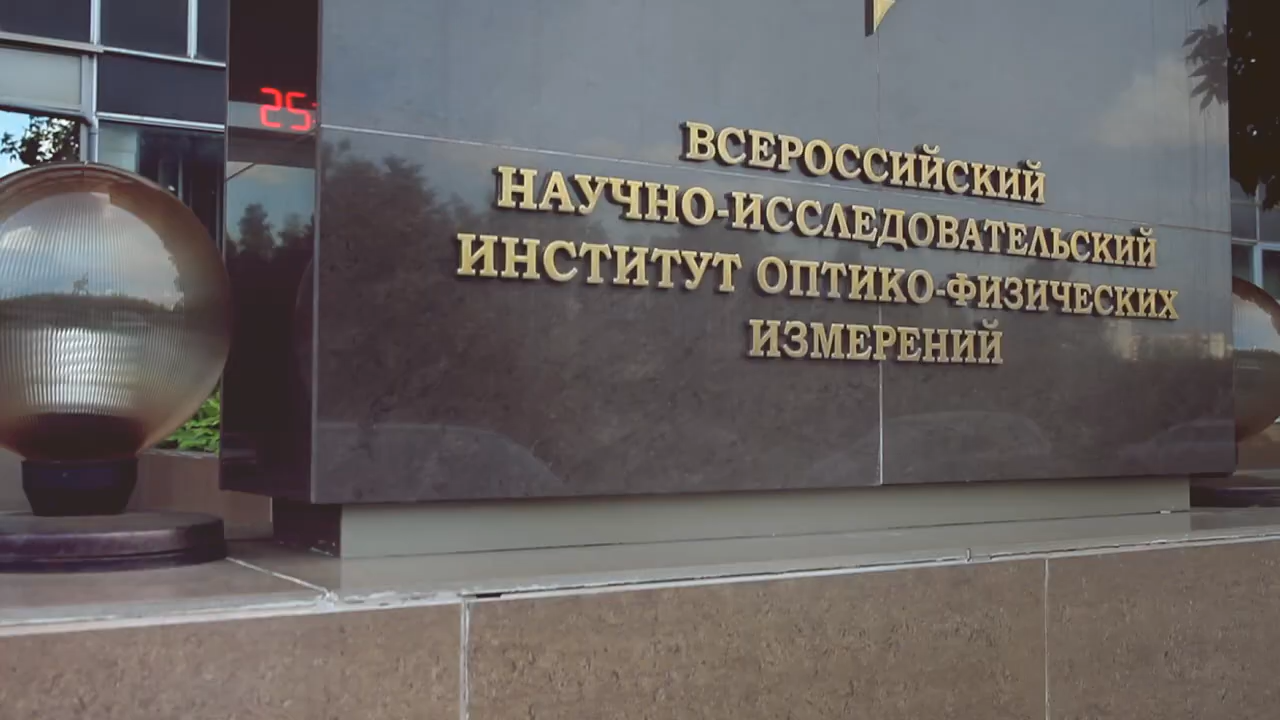 25
ВСЕРОССИЙСКИЙ
НАУЧНО-ИССЛЕДОВАТЕЛЬСКИЙ
ИНСТИТУТ ОПТИКО-ФИЗИЧЕСКИХ
ИЗМЕРЕНИЙ